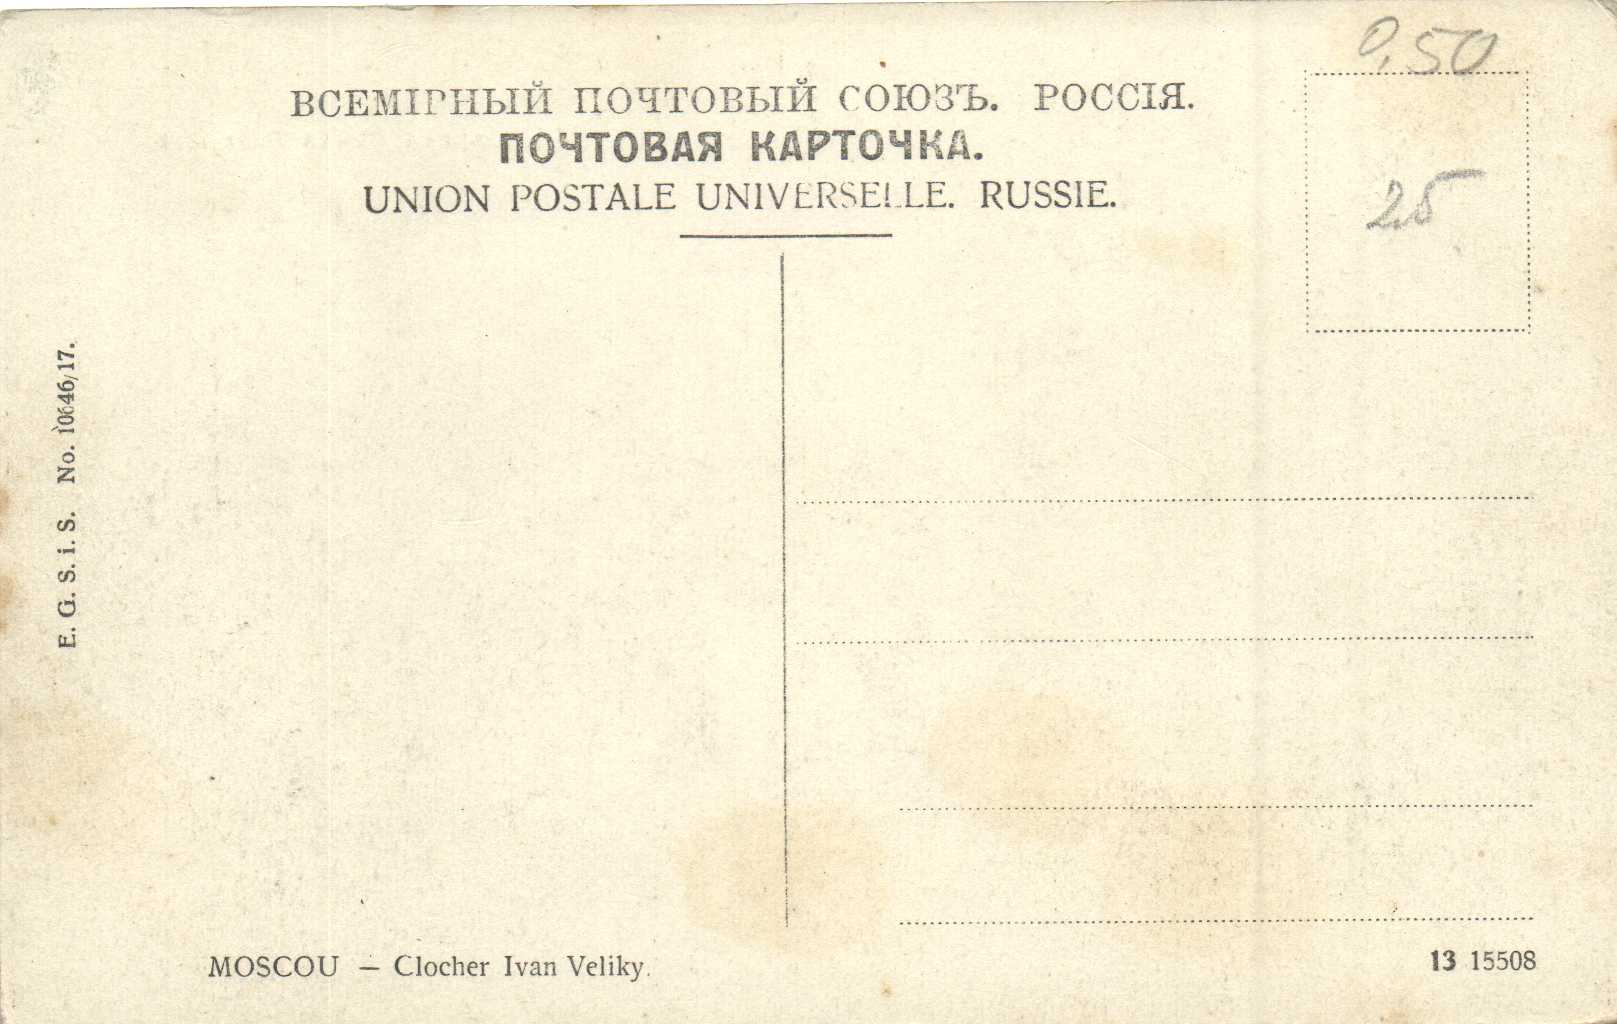 0,50
ВСЕМІРНЫЙ ПОЧТОВЫЙ СОЮЗЪ. РОССІЯ.
ПОЧТОВАЯ КАРТОЧКА.
UNION POSTALE UNIVERSELLE. RUSSIE.
25
E. G. S. i. S. No. 10646/17.
MOSCOU — Clocher Ivan Veliky.
13 15508